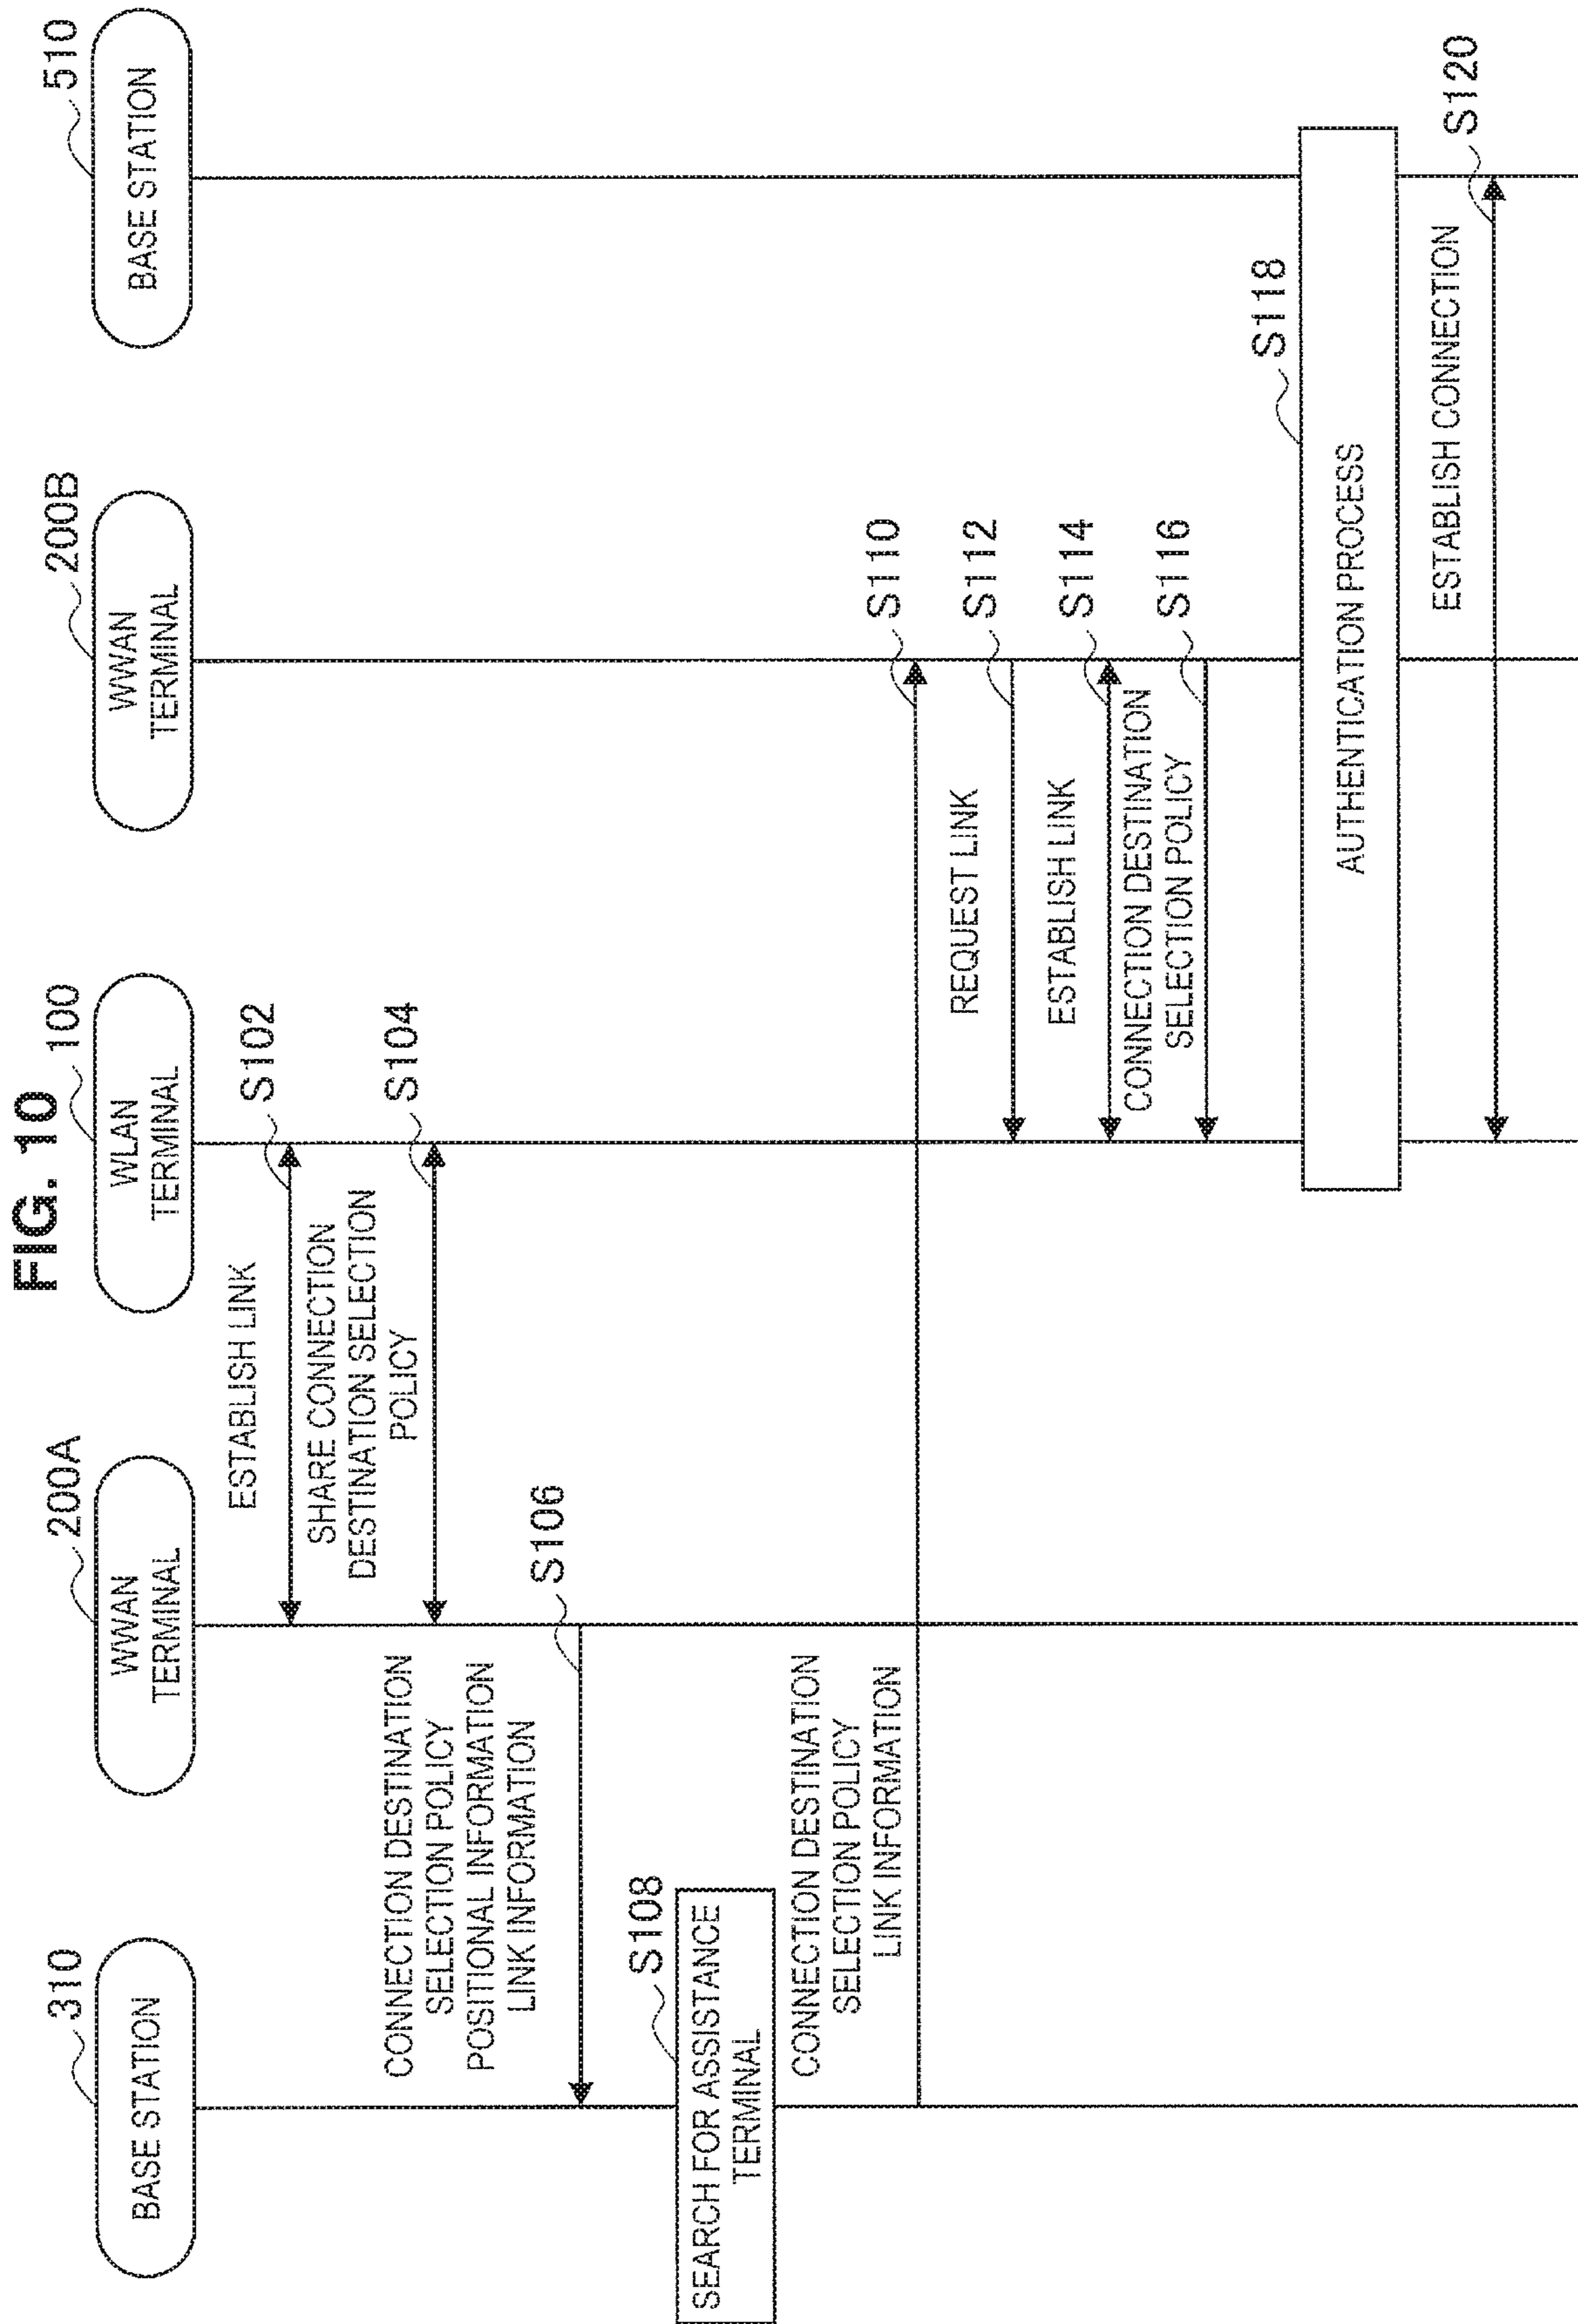 FIG. 10
310
BASE STATION
200A
WWAN
TERMINAL
100
WLAN
TERMINAL
200B
WWAN
TERMINAL
510
BASE STATION
ESTABLISH LINK
S102
SHARE CONNECTION
DESTINATION SELECTION
POLICY
S104
CONNECTION DESTINATION
SELECTION POLICY
POSITIONAL INFORMATION
LINK INFORMATION
S106
S108
SEARCH FOR ASSISTANCE
TERMINAL
CONNECTION DESTINATION
SELECTION POLICY
LINK INFORMATION
S110
REQUEST LINK
S112
ESTABLISH LINK
S114
CONNECTION DESTINATION
SELECTION POLICY
S116
S118
AUTHENTICATION PROCESS
ESTABLISH CONNECTION
S120